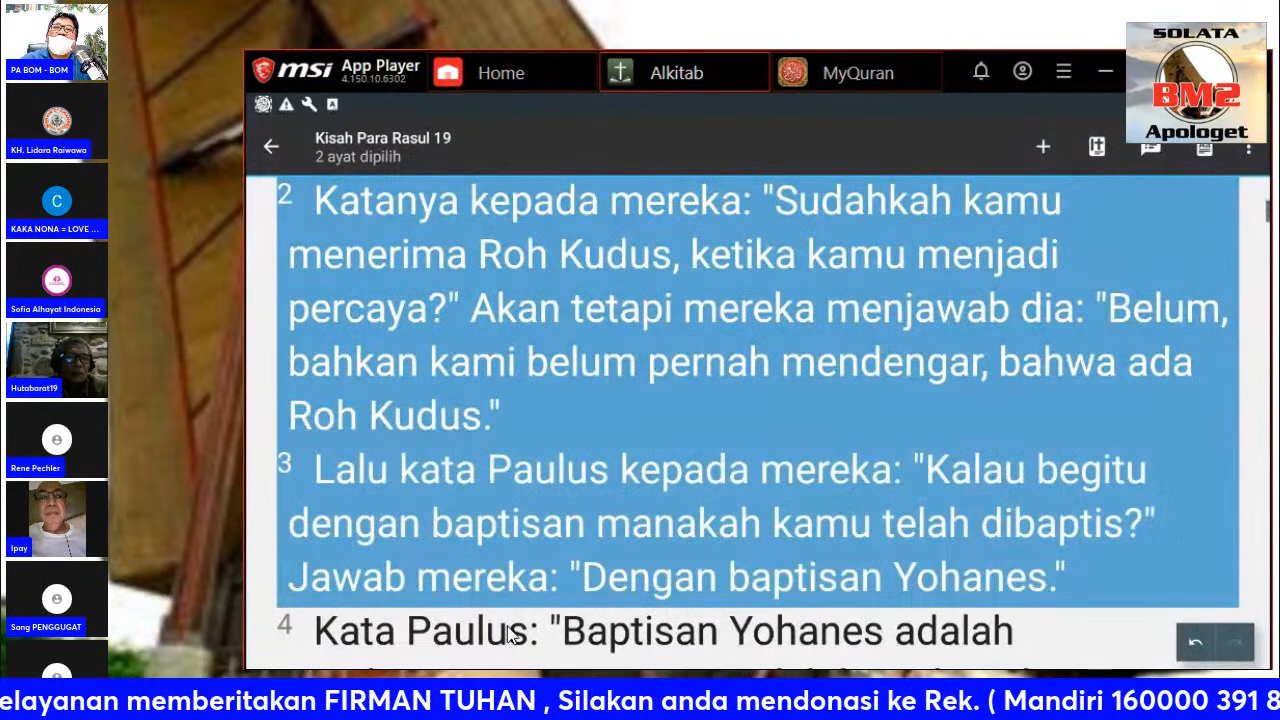 PA BOM - BOM
KH. Lidara Raiwawa
C
KAKA NONA = LOVE ...
Sofia Alhayat Indonesia
Hutabarat19
Rene Pechler
Ipay
Sang PENGGUGAT
msi App Player
4.150.10.6302
Home
Alkitab
MyQuran
SOLATA
BM2
Apologet
Kisah Para Rasul 19
2 ayat dipilih
2 Katanya kepada mereka: "Sudahkah kamu
menerima Roh Kudus, ketika kamu menjadi
percaya?" Akan tetapi mereka menjawab dia: "Belum,
bahkan kami belum pernah mendengar, bahwa ada
Roh Kudus."
3 Lalu kata Paulus kepada mereka: "Kalau begitu
dengan baptisan manakah kamu telah dibaptis?"
Jawab mereka: "Dengan baptisan Yohanes."
4 Kata Paulus: "Baptisan Yohanes adalah
elayanan memberitakan FIRMAN TUHAN , Silakan anda mendonasi ke Rek. ( Mandiri 160000 391 8